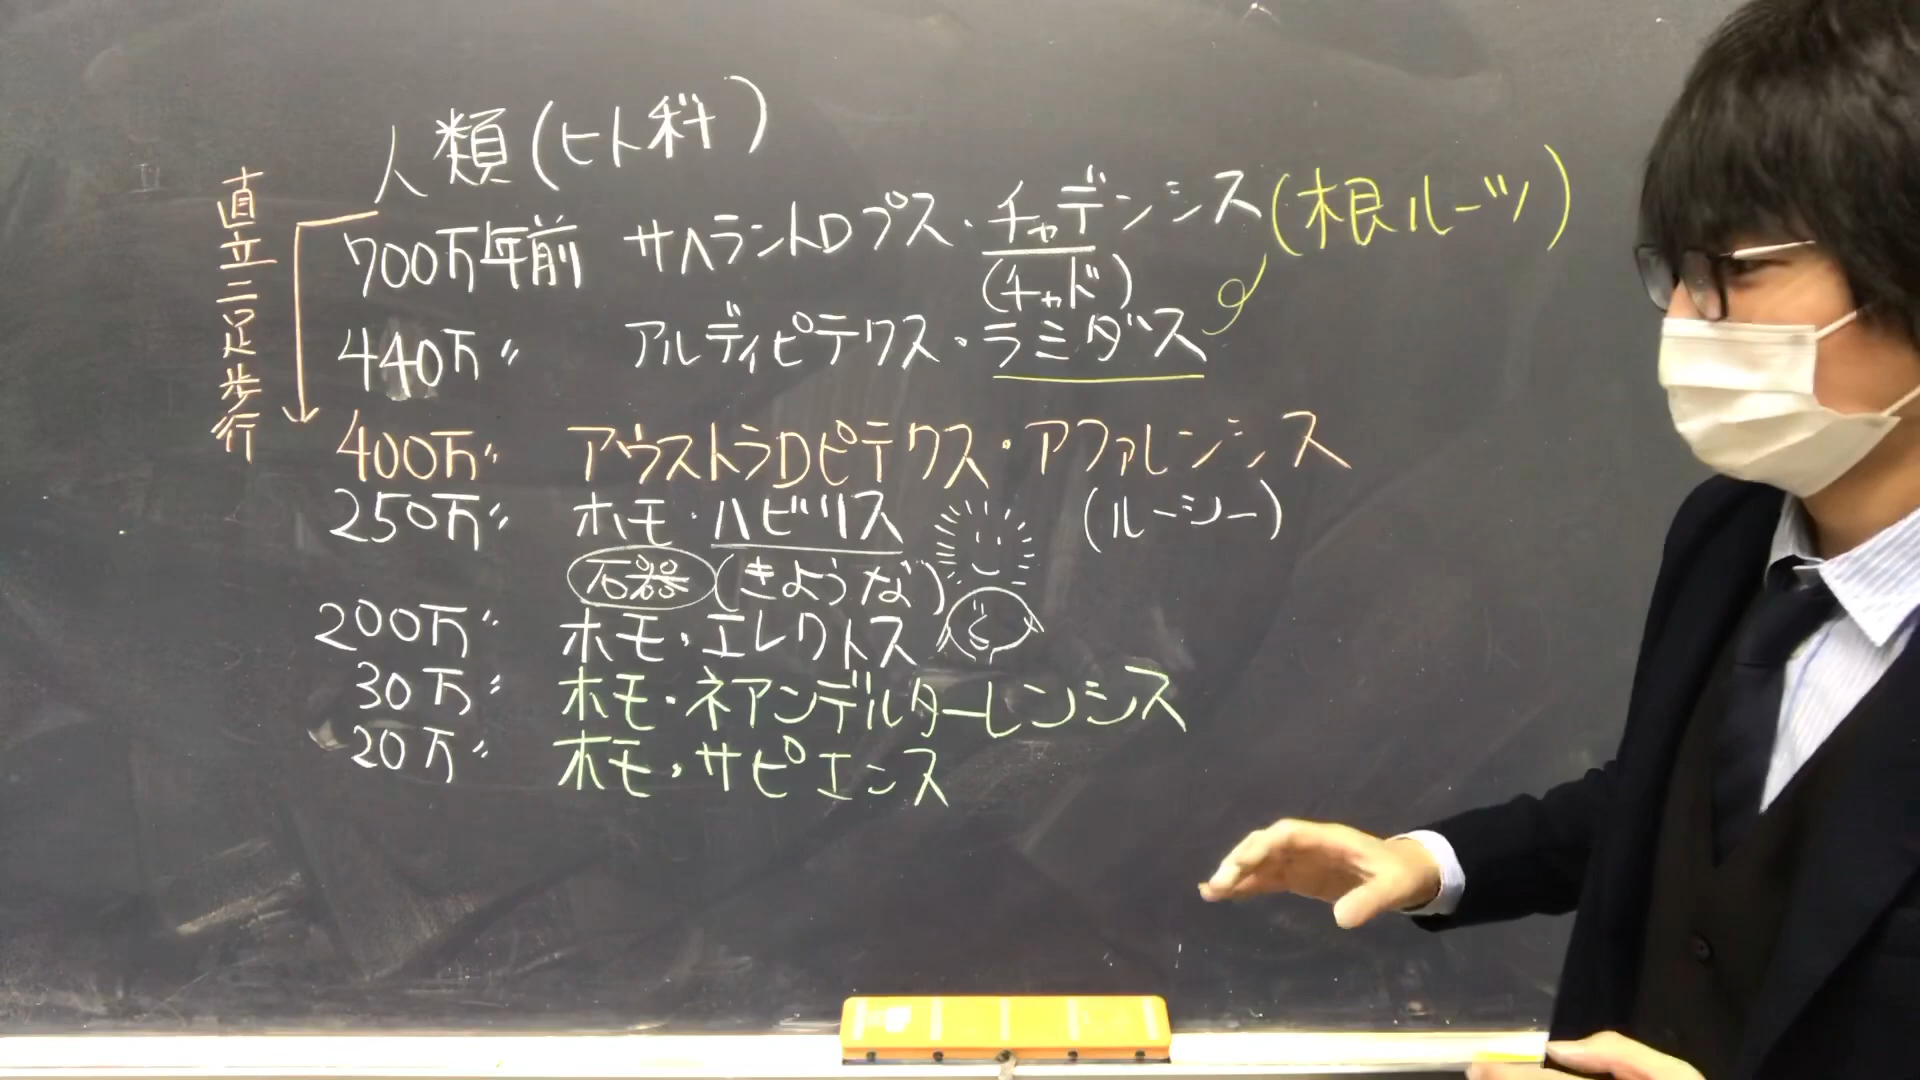 人類(ヒト科)
直立二足歩行
700万年前 サヘラントロプス・チャデンシス(根ルーツ)
(チャド)
440万〃 アルディピテクス・ラミダス
400万〃 アウストラロピテクス・アファレンシス
250万〃 ホモ・ハビリス (ルーシー)
石器 (きような)
200万〃 ホモ・エレクトス
30万〃 ホモ・ネアンデルターレンシス
20万〃 ホモ・サピエンス